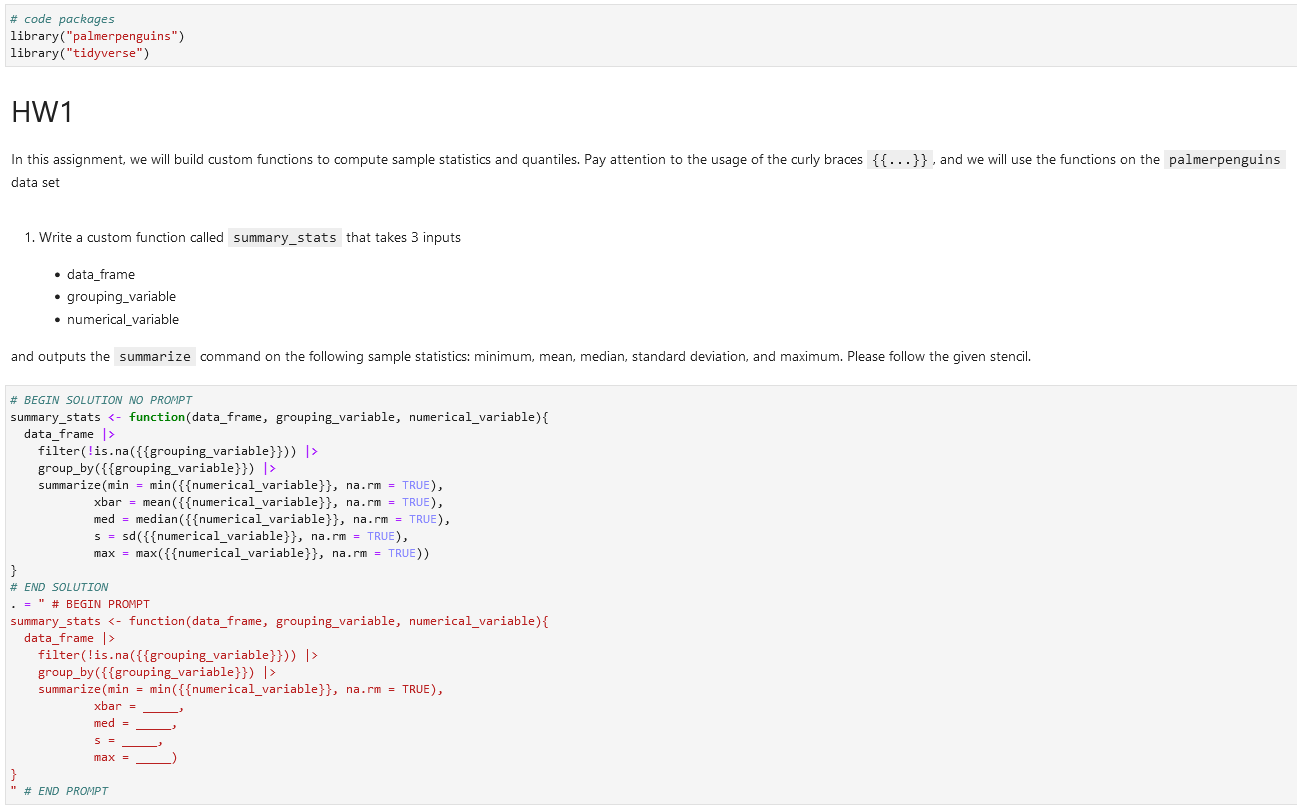 # code packages
library("palmerpenguins")
library("tidyverse")
HW1
In this assignment, we will build custom functions to compute sample statistics and quantiles. Pay attention to the usage of the curly braces {{...}}, and we will use the functions on the palmerpenguins
data set
1. Write a custom function called summary_stats that takes 3 inputs
• data_frame
• grouping_variable
• numerical_variable
and outputs the summarize command on the following sample statistics: minimum, mean, median, standard deviation, and maximum. Please follow the given stencil.
# BEGIN SOLUTION NO PROMPT
summary_stats <- function(data_frame, grouping_variable, numerical_variable){
  data_frame |>
    filter(!is.na({{grouping_variable}})) |>
    group_by({{grouping_variable}}) |>
    summarize(min = min({{numerical_variable}}, na.rm = TRUE),
            xbar = mean({{numerical_variable}}, na.rm = TRUE),
            med = median({{numerical_variable}}, na.rm = TRUE),
            s = sd({{numerical_variable}}, na.rm = TRUE),
            max = max({{numerical_variable}}, na.rm = TRUE))
}
# END SOLUTION
. = " # BEGIN PROMPT
summary_stats <- function(data_frame, grouping_variable, numerical_variable){
  data_frame |>
    filter(!is.na({{grouping_variable}})) |>
    group_by({{grouping_variable}}) |>
    summarize(min = min({{numerical_variable}}, na.rm = TRUE),
            xbar = _____,
            med = _____,
            s = _____,
            max = _____)
}
" # END PROMPT